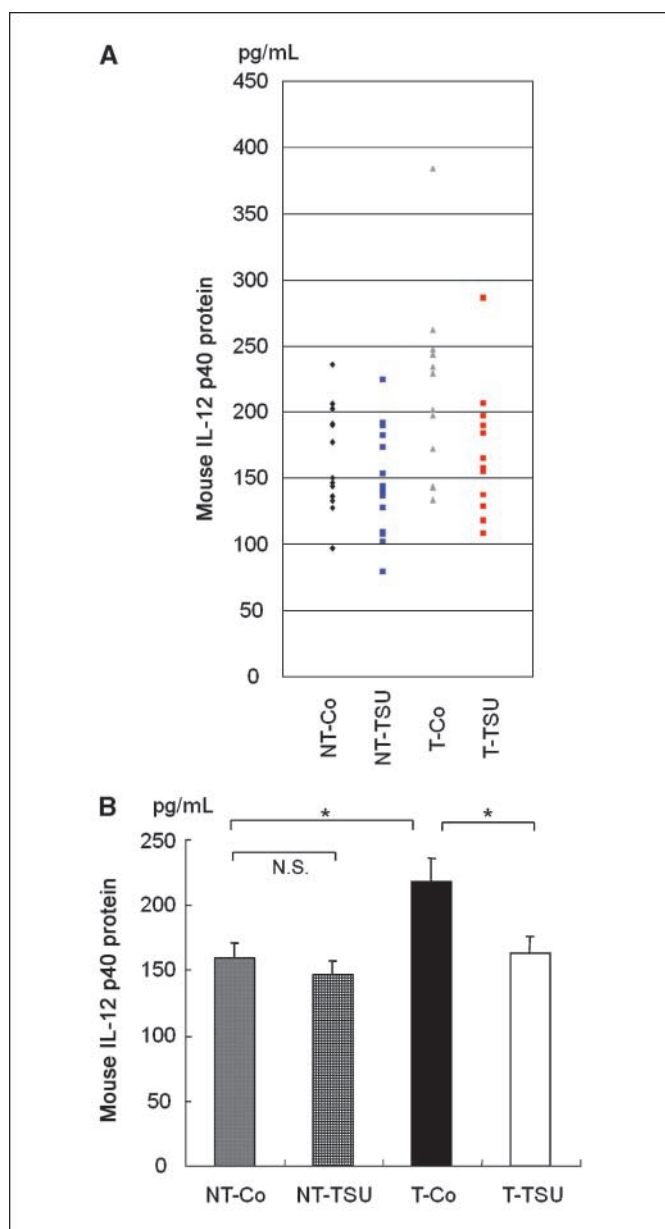 A
pg/mL
450
400
350
300
250
200
150
100
50
0
Mouse IL-12 p40 protein
NT-Co
NT-TSU
T-Co
T-TSU
B
pg/mL
*
*
N.S.
250
200
150
100
50
0
Mouse IL-12 p40 protein
NT-Co NT-TSU T-Co T-TSU